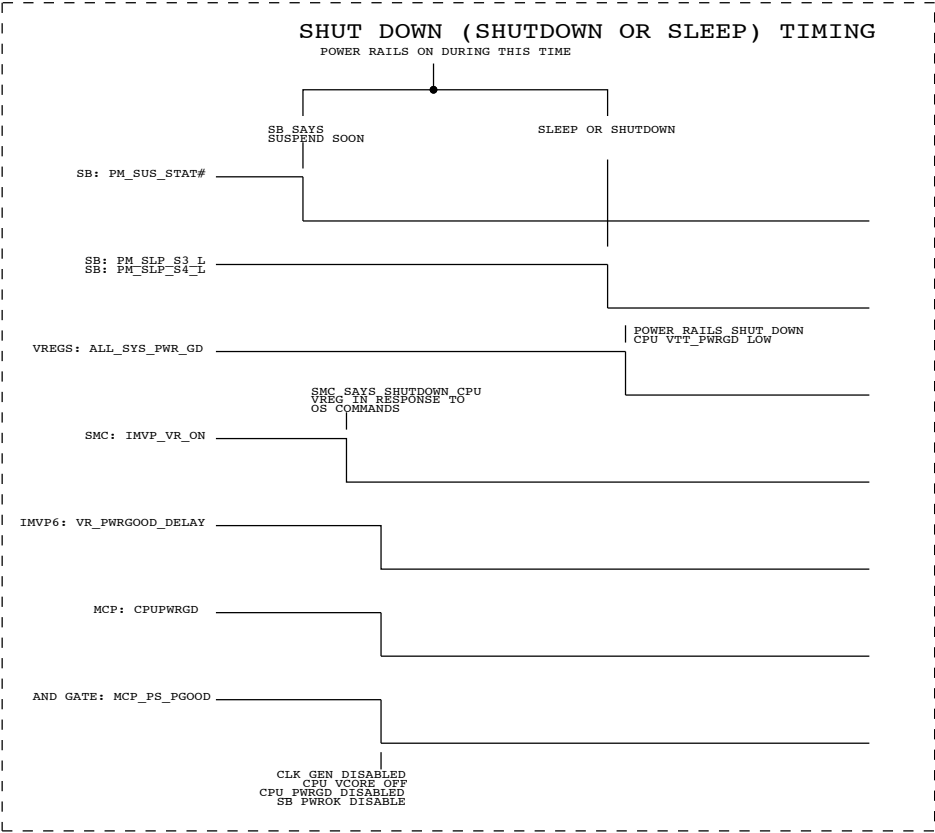 SHUT DOWN (SHUTDOWN OR SLEEP) TIMING
POWER RAILS ON DURING THIS TIME
SB SAYS
SUSPEND SOON
SLEEP OR SHUTDOWN
SB: PM_SUS_STAT#
SB: PM_SLP_S3_L
SB: PM_SLP_S4_L
POWER RAILS SHUT DOWN
CPU VTT_PWRGD LOW
VREGS: ALL_SYS_PWR_GD
SMC SAYS SHUTDOWN CPU
VREG IN RESPONSE TO
OS COMMANDS
SMC: IMVP_VR_ON
IMVP6: VR_PWRGOOD_DELAY
MCP: CPUPWRGD
AND GATE: MCP_PS_PGOOD
CLK GEN DISABLED
CPU VCORE OFF
CPU PWRGD DISABLED
SB PWROK DISABLE